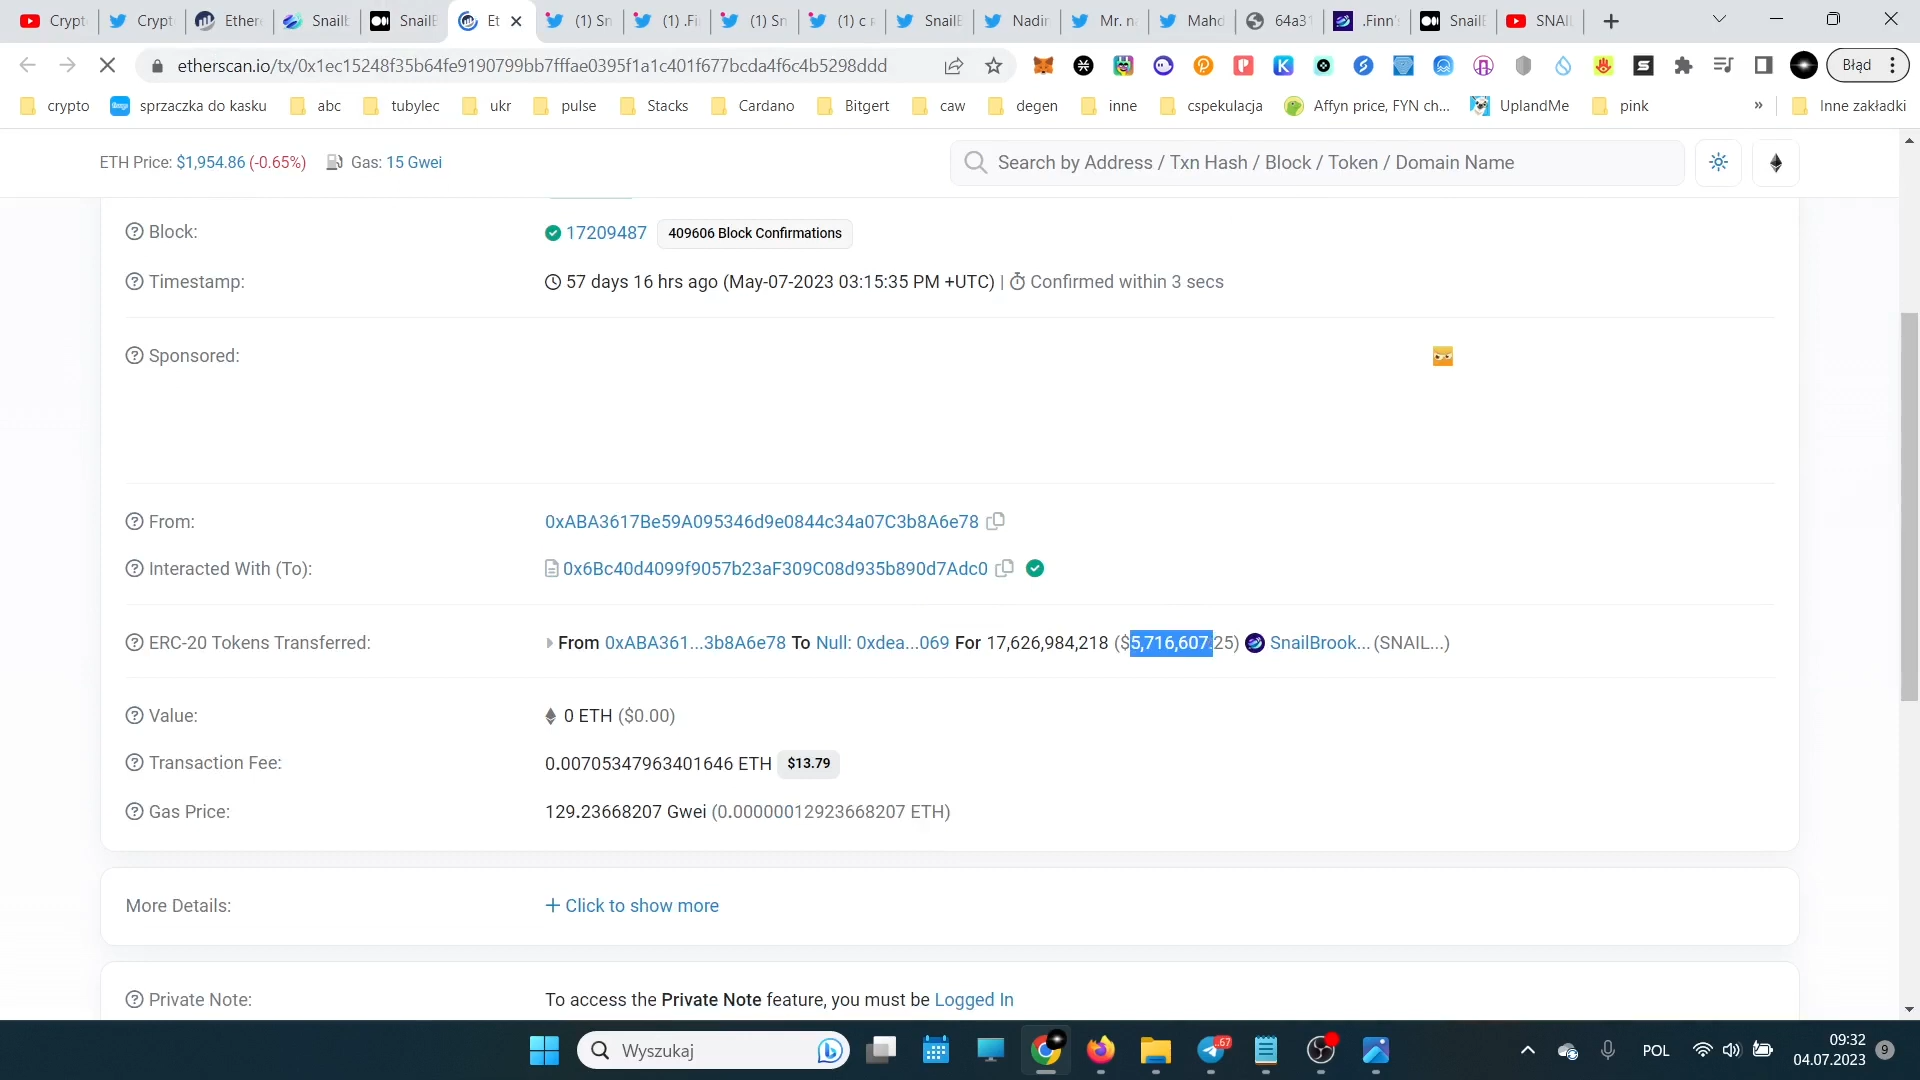 Crypt
Crypt
Ether
Snailb
SnailB
Et
(1) Sn
(1) .Fi
(1) Sn
SnailB
Nadir
Mr. n
Mahd
64a31
.Finn'
SnailB
SNAI
etherscan.io/tx/0x1ec15248f35b64fe9190799bb7fffae0395f1a1c401f677bcda4f6c4b5298ddd
Błąd
crypto
sprzaczka do kasku
abc
tubylec
ukr
pulse
Stacks
Cardano
Bitgert
caw
degen
inne
cspekulacja
Affyn price, FYN ch...
UplandMe
pink
»
Inne zakładki
ETH Price: $1,954.86 (-0.65%) Gas: 15 Gwei
Search by Address / Txn Hash / Block / Token / Domain Name
Block: 17209487 409606 Block Confirmations
Timestamp: 57 days 16 hrs ago (May-07-2023 03:15:35 PM +UTC) | Confirmed within 3 secs
Sponsored:
From: 0xABA3617Be59A095346d9e0844c34a07C3b8A6e78
Interacted With (To): 0x6Bc40d4099f9057b23aF309C08d935b890d7Adc0
ERC-20 Tokens Transferred: From 0xABA361...3b8A6e78 To Null: 0xdea...069 For 17,626,984,218 ($5,716,607.25) SnailBrook... (SNAIL...)
Value: 0 ETH ($0.00)
Transaction Fee: 0.00705347963401646 ETH $13.79
Gas Price: 129.23668207 Gwei (0.00000012923668207 ETH)
More Details: + Click to show more
Private Note: To access the Private Note feature, you must be Logged In
Wyszukaj
67
POL
09:32
04.07.2023
9